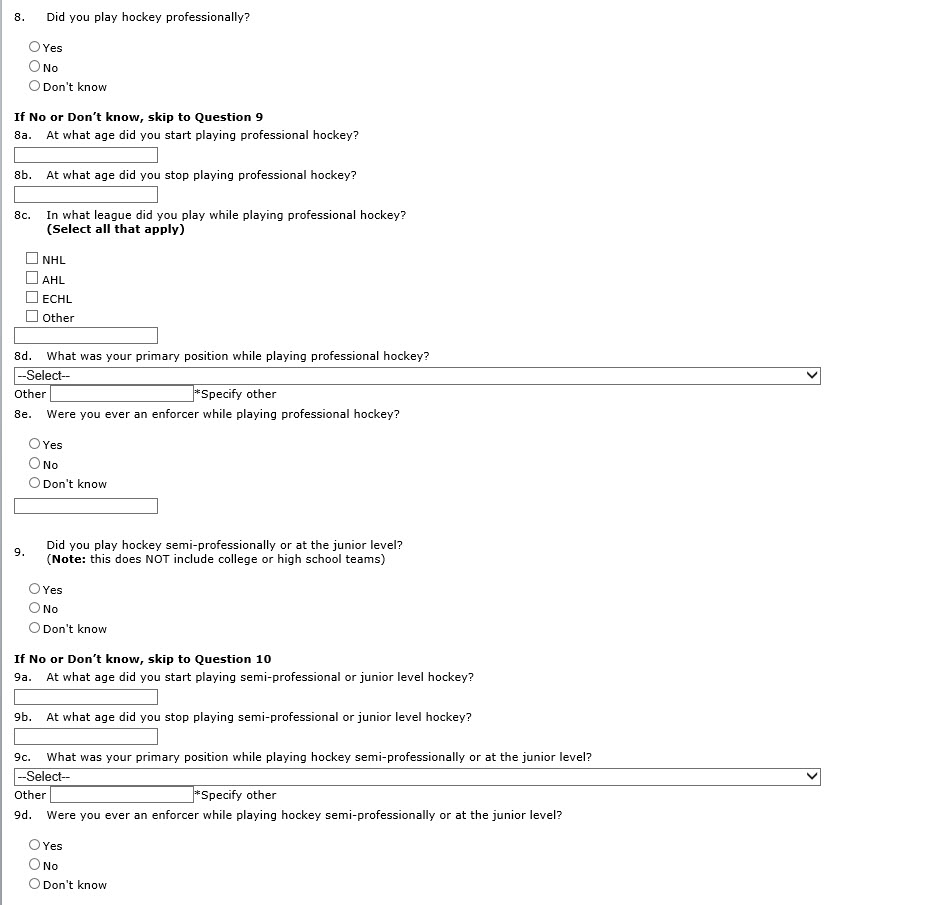 8. Did you play hockey professionally?
Yes
No
Don't know
If No or Don’t know, skip to Question 9
8a. At what age did you start playing professional hockey?
8b. At what age did you stop playing professional hockey?
8c. In what league did you play while playing professional hockey?
(Select all that apply)
NHL
AHL
ECHL
Other
8d. What was your primary position while playing professional hockey?
--Select--
Other *Specify other
8e. Were you ever an enforcer while playing professional hockey?
Yes
No
Don't know
9. Did you play hockey semi-professionally or at the junior level?
(Note: this does NOT include college or high school teams)
Yes
No
Don't know
If No or Don’t know, skip to Question 10
9a. At what age did you start playing semi-professional or junior level hockey?
9b. At what age did you stop playing semi-professional or junior level hockey?
9c. What was your primary position while playing hockey semi-professionally or at the junior level?
--Select--
Other *Specify other
9d. Were you ever an enforcer while playing hockey semi-professionally or at the junior level?
Yes
No
Don't know